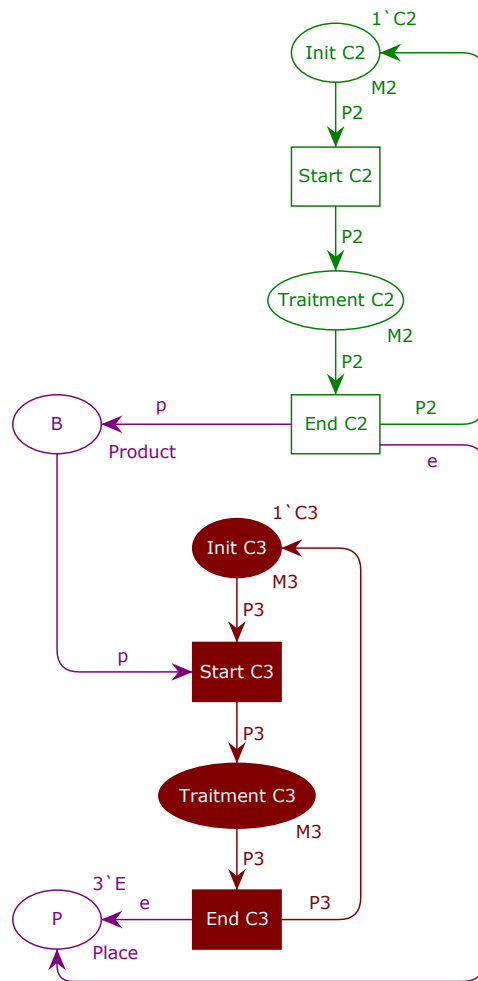 1`C2
Init C2
M2
P2
Start C2
P2
Traitment C2
M2
P2
p
B
End C2
P2
Product
e
1`C3
Init C3
M3
P3
p
Start C3
P3
Traitment C3
M3
P3
3`E
P
e
End C3
P3
Place